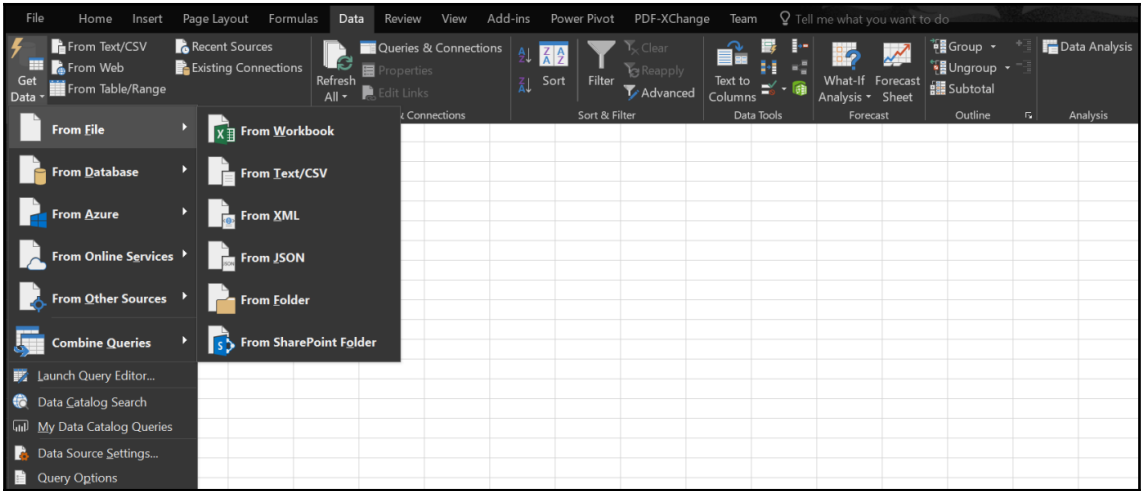 File Home Insert Page Layout Formulas Data Review View Add-ins Power Pivot PDF-XChange Team Tell me what you want to do
Get Data
From Text/CSV
From Web
From Table/Range
Recent Sources
Existing Connections
Refresh All
Queries & Connections
Properties
Edit Links
& Connections
Sort
Filter
Clear
Reapply
Advanced
Sort & Filter
Text to Columns
Data Tools
What-If Analysis
Forecast Sheet
Forecast
Group
Ungroup
Subtotal
Outline
Data Analysis
Analysis
From File
From Database
From Azure
From Online Services
From Other Sources
Combine Queries
Launch Query Editor...
Data Catalog Search
My Data Catalog Queries
Data Source Settings...
Query Options
From Workbook
From Text/CSV
From XML
From JSON
From Folder
From SharePoint Folder